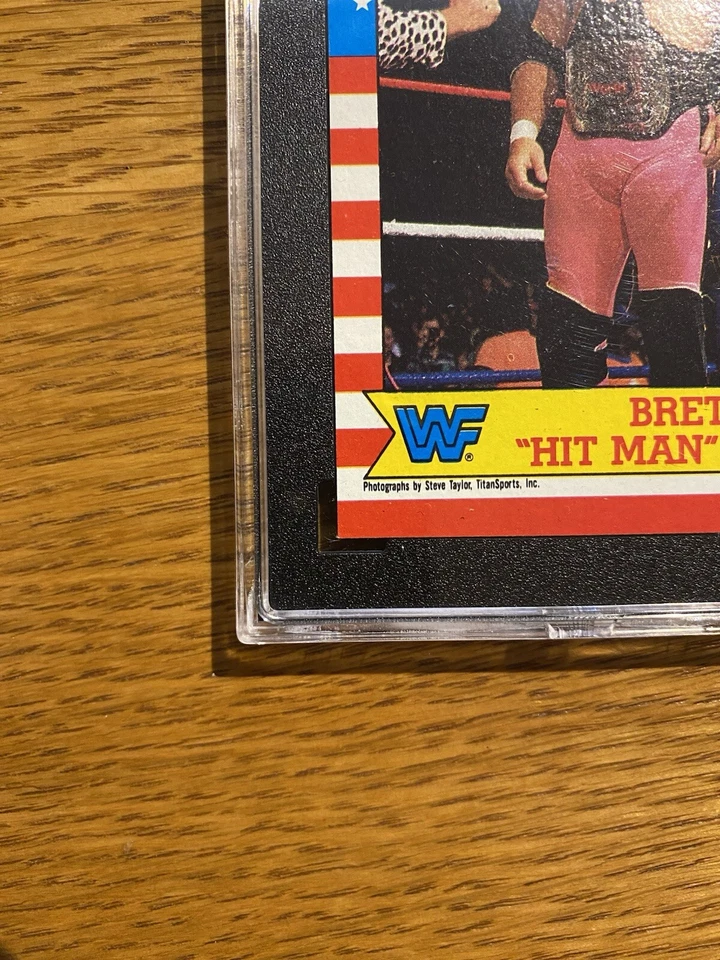 BRET
"HIT MAN"
WF®
Photographs by Steve Taylor, TitanSports, Inc.